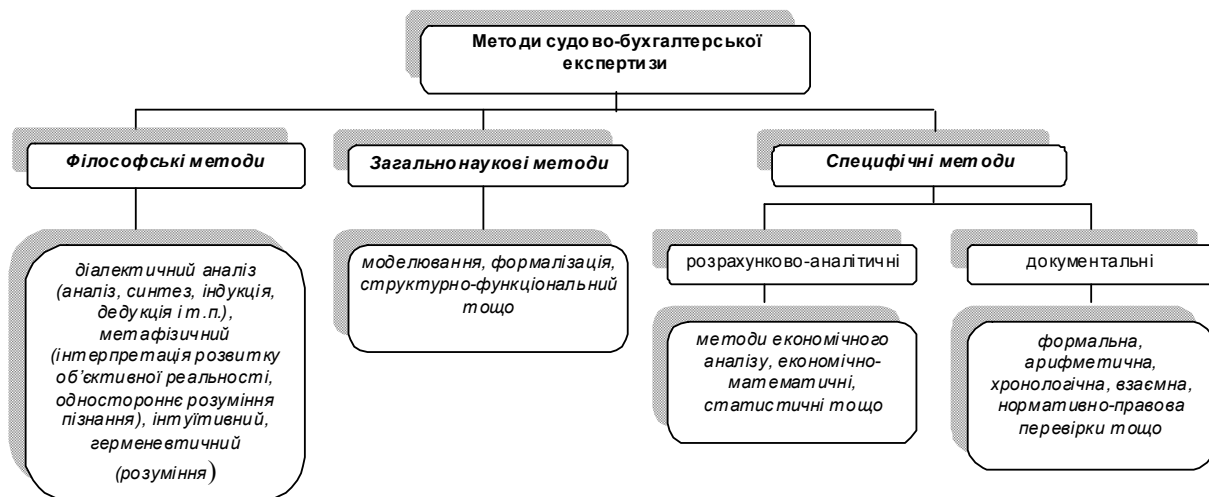 Методи судово-бухгалтерської
експертизи
Філософські методи
Загальнонаукові методи
Специфічні методи
діалектичний аналіз
(аналіз, синтез, індукція,
дедукція і т.п.),
метафізичний
(інтерпретація розвитку
об’єктивної реальності,
одностороннє розуміння
пізнання), інтуїтивний,
герменевтичний
(розуміння)
моделювання, формалізація,
структурно-функціональний
тощо
розрахунково-аналітичні
документальні
методи економічного
аналізу, економічно-
математичні,
статистичні тощо
формальна,
арифметична,
хронологічна, взаємна,
нормативно-правова
перевірки тощо